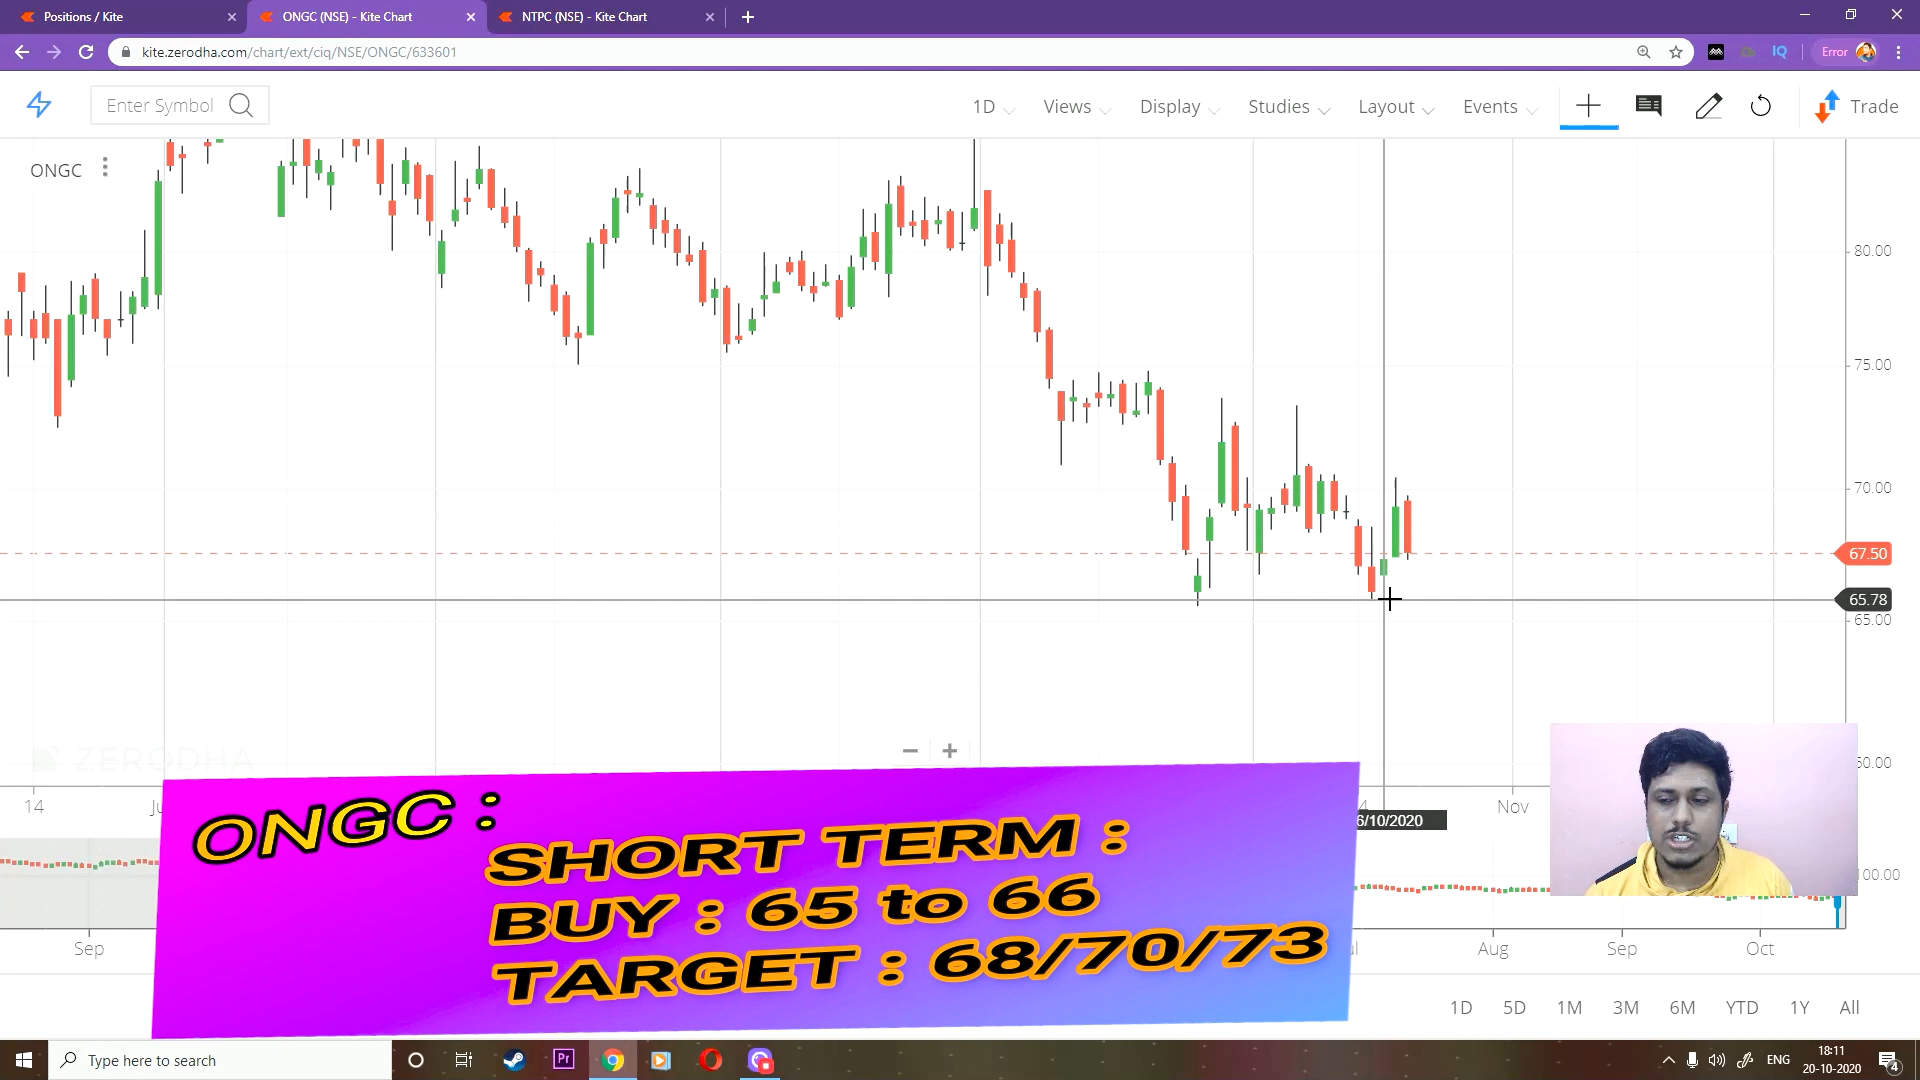 Positions / Kite
ONGC (NSE) - Kite Chart
NTPC (NSE) - Kite Chart
kite.zerodha.com/chart/ext/ciq/NSE/ONGC/633601
IQ
Error
Enter Symbol
1D
Views
Display
Studies
Layout
Events
Trade
ONGC
80.00
75.00
70.00
67.50
65.78
65.00
ZERODHA
14
6/10/2020
Nov
ONGC :
SHORT TERM :
BUY : 65 to 66
TARGET : 68/70/73
Sep
Aug
Sep
Oct
1D 5D 1M 3M 6M YTD 1Y All
Type here to search
Pr
ENG
18:11
20-10-2020
4